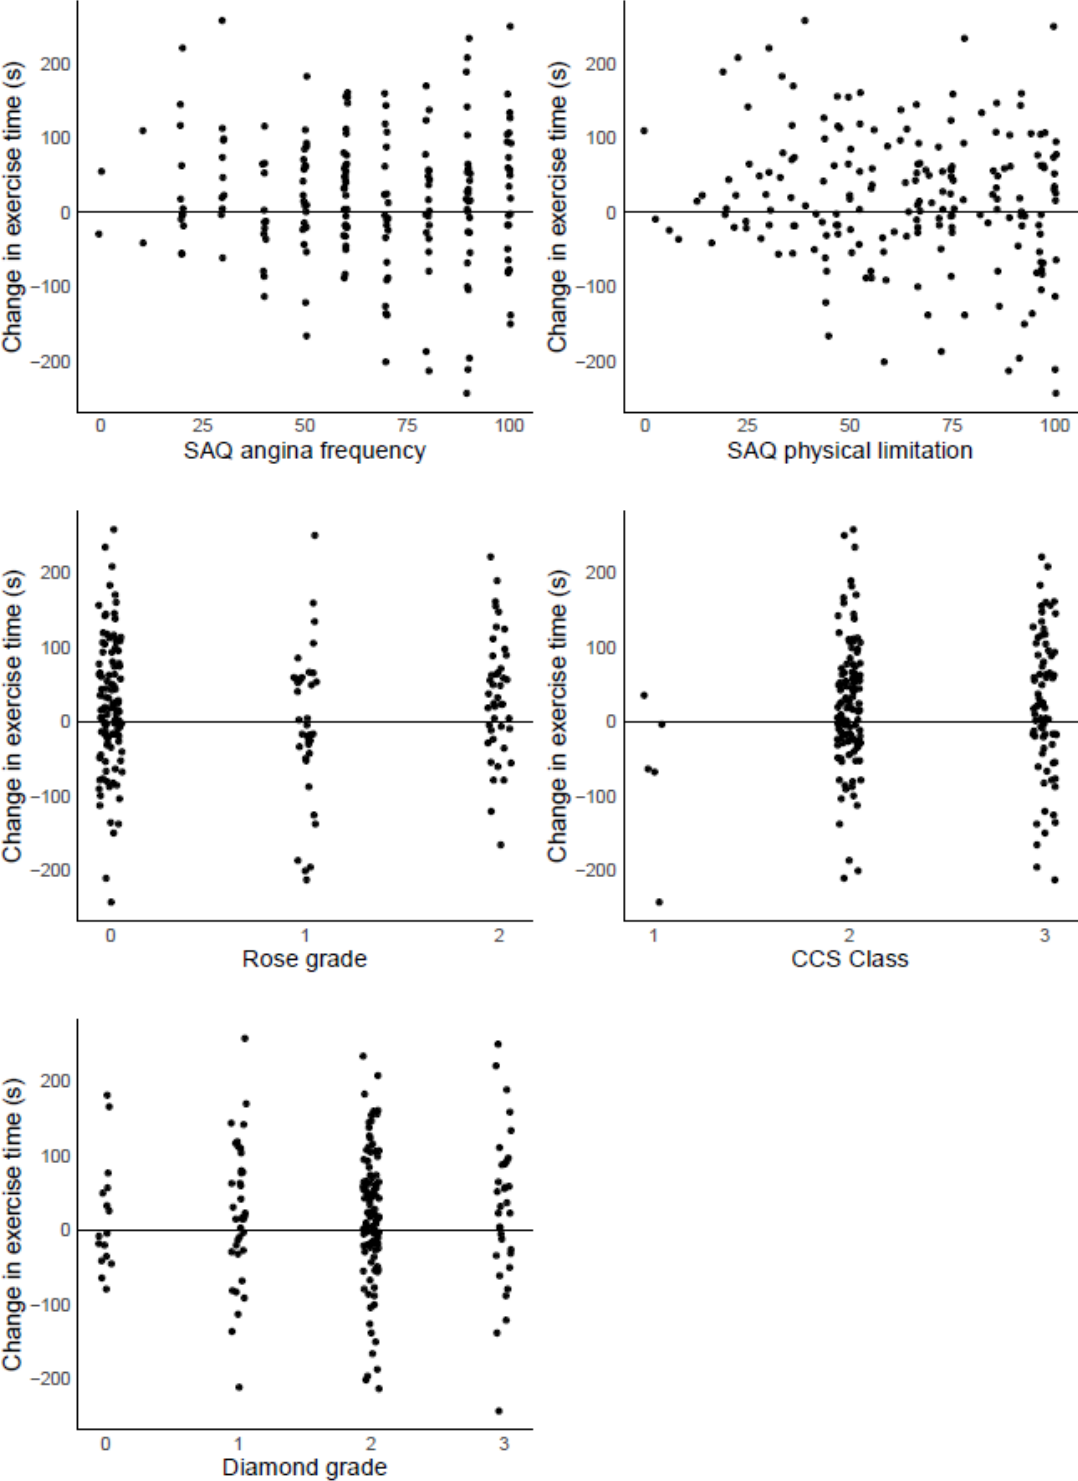 Change in exercise time (s)
200
100
0
−100
−200
0 25 50 75 100
SAQ angina frequency
Change in exercise time (s)
200
100
0
−100
−200
0 25 50 75 100
SAQ physical limitation
Change in exercise time (s)
200
100
0
−100
−200
0 1 2
Rose grade
Change in exercise time (s)
200
100
0
−100
−200
1 2 3
CCS Class
Change in exercise time (s)
200
100
0
−100
−200
0 1 2 3
Diamond grade